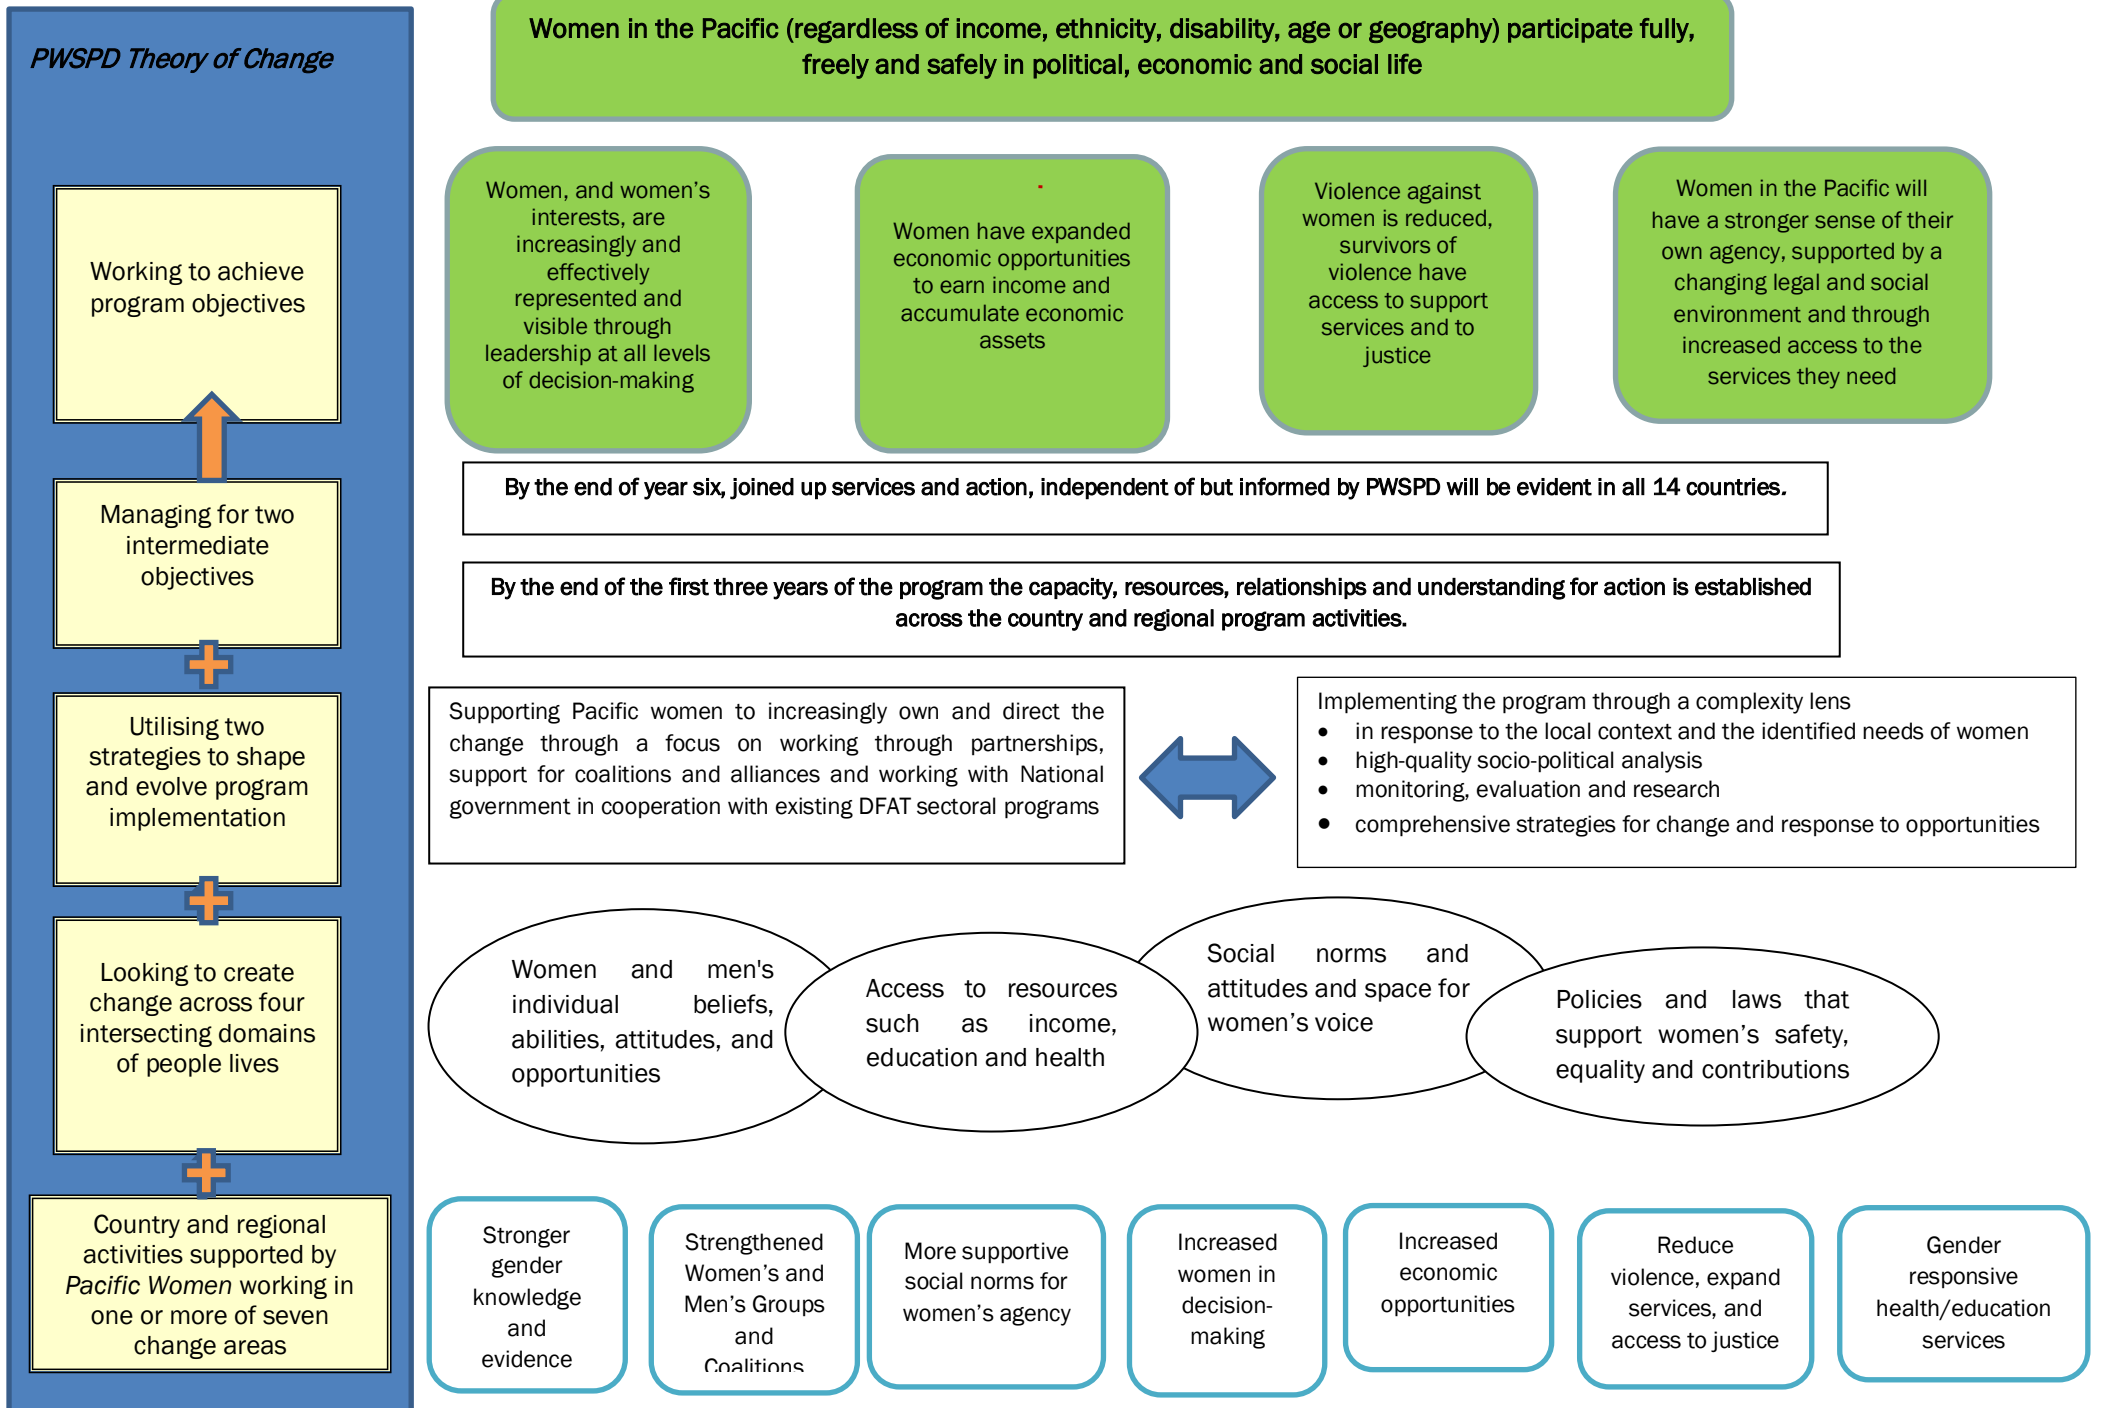 PWSPD Theory of Change
Women in the Pacific (regardless of income, ethnicity, disability, age or geography) participate fully,
freely and safely in political, economic and social life
Working to achieve
program objectives
Women, and women's
interests, are
increasingly and
effectively
represented and
visible through
leadership at all levels
of decision-making
Women have expanded
economic opportunities
to earn income and
accumulate economic
assets
Violence against
women is reduced,
survivors of
violence have
access to support
services and to
justice
Women in the Pacific will
have a stronger sense of their
own agency, supported by a
changing legal and social
environment and through
increased access to the
services they need
Managing for two
intermediate
objectives
By the end of year six, joined up services and action, independent of but informed by PWSPD will be evident in all 14 countries.
By the end of the first three years of the program the capacity, resources, relationships and understanding for action is established
across the country and regional program activities.
Utilising two
strategies to shape
and evolve program
implementation
Supporting Pacific women to increasingly own and direct the
change through a focus on working through partnerships,
support for coalitions and alliances and working with National
government in cooperation with existing DFAT sectoral programs
Implementing the program through a complexity lens
• in response to the local context and the identified needs of women
• high-quality socio-political analysis
• monitoring, evaluation and research
• comprehensive strategies for change and response to opportunities
Looking to create
change across four
intersecting domains
of people lives
Women and men's
individual beliefs,
abilities, attitudes, and
opportunities
Access to resources
such as income,
education and health
Social norms and
attitudes and space for
women's voice
Policies and laws that
support women's safety,
equality and contributions
Country and regional
activities supported by
Pacific Women working in
one or more of seven
change areas
Stronger
gender
knowledge
and
evidence
Strengthened
Women's and
Men's Groups
and
Coalitions
More supportive
social norms for
women's agency
Increased
women in
decision-
making
Increased
economic
opportunities
Reduce
violence, expand
services, and
access to justice
Gender
responsive
health/education
services